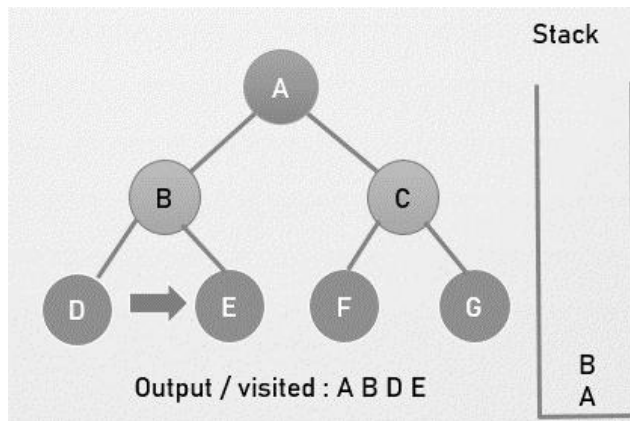 Stack
A
B C
D E F G
B
A
Output / visited : A B D E